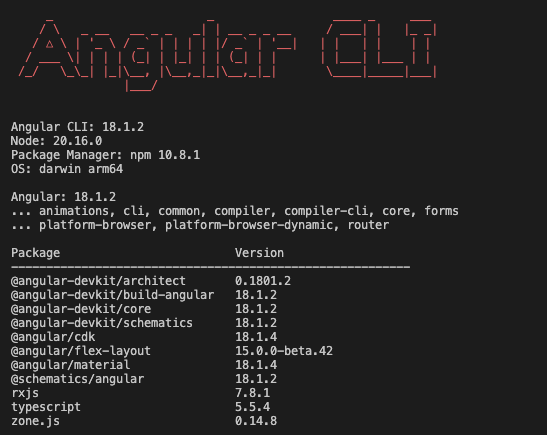 Angular CLI
Angular CLI: 18.1.2
Node: 20.16.0
Package Manager: npm 10.8.1
OS: darwin arm64
Angular: 18.1.2
... animations, cli, common, compiler, compiler-cli, core, forms
... platform-browser, platform-browser-dynamic, router
Package Version
@angular-devkit/architect 0.1801.2
@angular-devkit/build-angular 18.1.2
@angular-devkit/core 18.1.2
@angular-devkit/schematics 18.1.2
@angular/cdk 18.1.4
@angular/flex-layout 15.0.0-beta.42
@angular/material 18.1.4
@schematics/angular 18.1.2
rxjs 7.8.1
typescript 5.5.4
zone.js 0.14.8